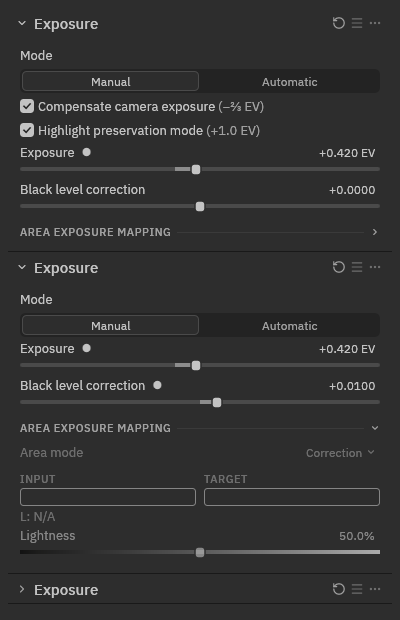 Exposure
Mode
Manual Automatic
Compensate camera exposure (−⅔ EV)
Highlight preservation mode (+1.0 EV)
Exposure +0.420 EV
Black level correction +0.0000
AREA EXPOSURE MAPPING
Exposure
Mode
Manual Automatic
Exposure +0.420 EV
Black level correction +0.0100
AREA EXPOSURE MAPPING
Area mode Correction
INPUT TARGET
L: N/A
Lightness 50.0%
Exposure